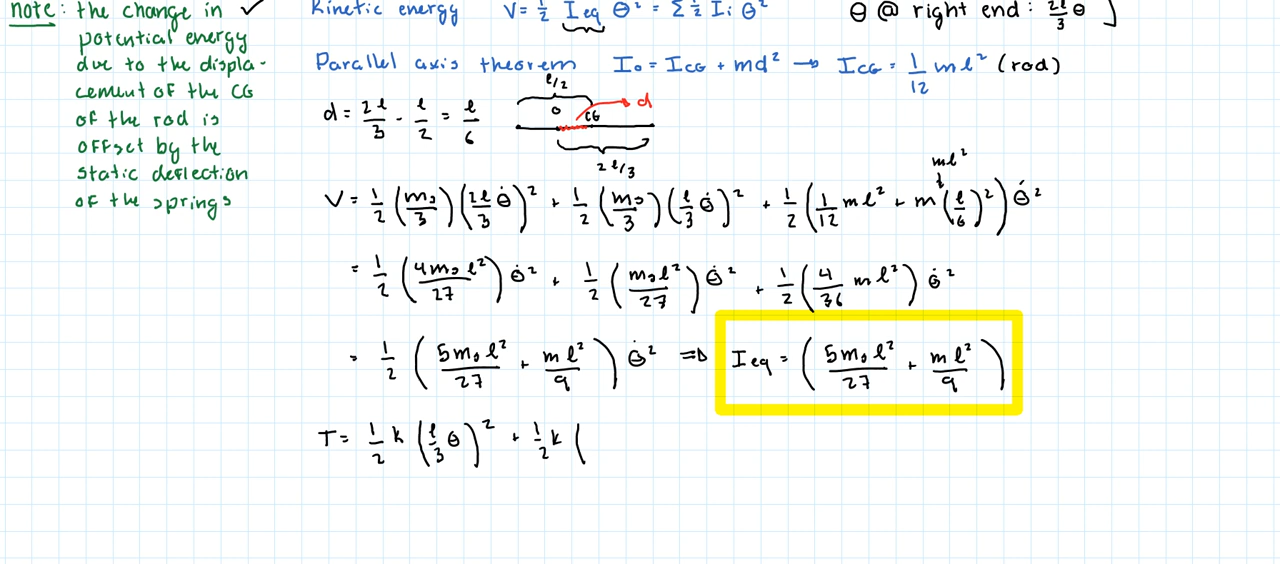 note: the change in ✓
potential energy
due to the displa-
cement of the CG
of the rod is
offset by the
static deflection
of the springs
Kinetic energy V = 1/2 I eq θ̇² = Σ 1/2 Ii θ̇² θ @ right end: 2l/3 θ ]
Parallel axis theorem I₀ = I_CG + md² → I_CG = 1/12 ml² (rod)
d = 2l/3 - l/2 = l/6
l/2
o CG d
2l/3
ml²
V = 1/2 (m₀/3)(2l/3 θ̇)² + 1/2 (m₀/3)(l/3 θ̇)² + 1/2 (1/12 ml² + m(l/6)²) θ̇²
= 1/2 (4m₀l²/27) θ̇² + 1/2 (m₀l²/27) θ̇² + 1/2 (4/36 ml²) θ̇²
= 1/2 (5m₀l²/27 + ml²/9) θ̇² ⇒ I eq = (5m₀l²/27 + ml²/9)
T = 1/2 k (l/3 θ)² + 1/2 k (